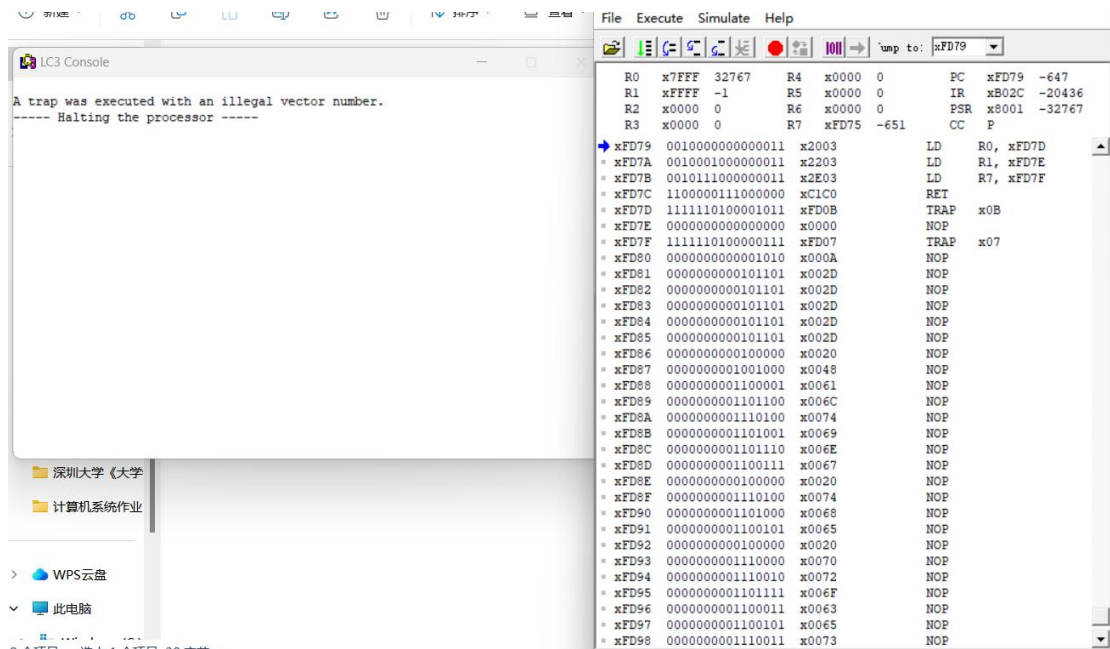 File Execute Simulate Help
Jump to: xFD79
LC3 Console
A trap was executed with an illegal vector number.
----- Halting the processor -----
R0 x7FFF 32767 R4 x0000 0 PC xFD79 -647
R1 xFFFF -1 R5 x0000 0 IR xB02C -20436
R2 x0000 0 R6 x0000 0 PSR x8001 -32767
R3 x0000 0 R7 xFD75 -651 CC P
xFD79 0010000000000011 x2003 LD R0, xFD7D
xFD7A 0010001000000011 x2203 LD R1, xFD7E
xFD7B 0010111000000011 x2E03 LD R7, xFD7F
xFD7C 1100000111000000 xC1C0 RET
xFD7D 1111110100001011 xFD0B TRAP x0B
xFD7E 0000000000000000 x0000 NOP
xFD7F 1111110100000111 xFD07 TRAP x07
xFD80 0000000000001010 x000A NOP
xFD81 0000000000101101 x002D NOP
xFD82 0000000000101101 x002D NOP
xFD83 0000000000101101 x002D NOP
xFD84 0000000000101101 x002D NOP
xFD85 0000000000101101 x002D NOP
xFD86 0000000000100000 x0020 NOP
xFD87 0000000001001000 x0048 NOP
xFD88 0000000001100001 x0061 NOP
xFD89 0000000001101100 x006C NOP
xFD8A 0000000001110100 x0074 NOP
xFD8B 0000000001101001 x0069 NOP
xFD8C 0000000001101110 x006E NOP
xFD8D 0000000001100111 x0067 NOP
xFD8E 0000000000100000 x0020 NOP
xFD8F 0000000001110100 x0074 NOP
xFD90 0000000001101000 x0068 NOP
xFD91 0000000001100101 x0065 NOP
xFD92 0000000000100000 x0020 NOP
xFD93 0000000001110000 x0070 NOP
xFD94 0000000001110010 x0072 NOP
xFD95 0000000001101111 x006F NOP
xFD96 0000000001100011 x0063 NOP
xFD97 0000000001100101 x0065 NOP
xFD98 0000000001110011 x0073 NOP
深圳大学《大学
计算机系统作业
WPS云盘
此电脑